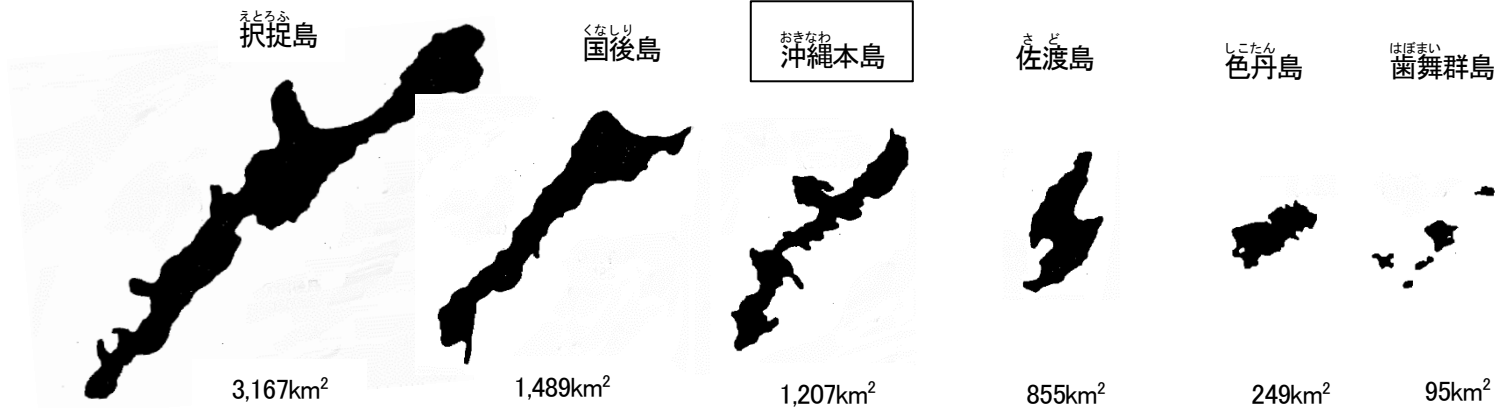 えとろふ
択捉島
くなしり
国後島
おきなわ
沖縄本島
さど
佐渡島
しこたん
色丹島
はぼまい
歯舞群島
3,167km²
1,489km²
1,207km²
855km²
249km²
95km²